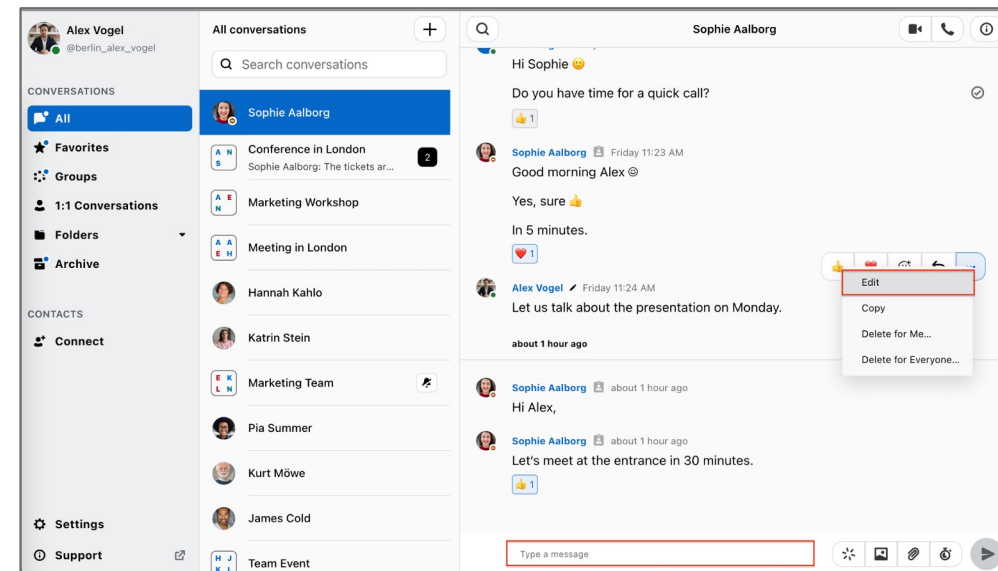 Alex Vogel
@berlin_alex_vogel
CONVERSATIONS
All
Favorites
Groups
1:1 Conversations
Folders
Archive
CONTACTS
Connect
Settings
Support
All conversations
Search conversations
Sophie Aalborg
A N
S
Conference in London
Sophie Aalborg: The tickets ar...
2
A E
N
Marketing Workshop
A A
E H
Meeting in London
Hannah Kahlo
Katrin Stein
E K
L N
Marketing Team
Pia Summer
Kurt Möwe
James Cold
H J
K L
Team Event
Sophie Aalborg
Hi Sophie 🙂
Do you have time for a quick call?
👍 1
Sophie Aalborg Friday 11:23 AM
Good morning Alex ☺
Yes, sure 👍
In 5 minutes.
❤️ 1
Alex Vogel Friday 11:24 AM
Let us talk about the presentation on Monday.
about 1 hour ago
Edit
Copy
Delete for Me...
Delete for Everyone...
Sophie Aalborg about 1 hour ago
Hi Alex,
Sophie Aalborg about 1 hour ago
Let's meet at the entrance in 30 minutes.
👍 1
Type a message